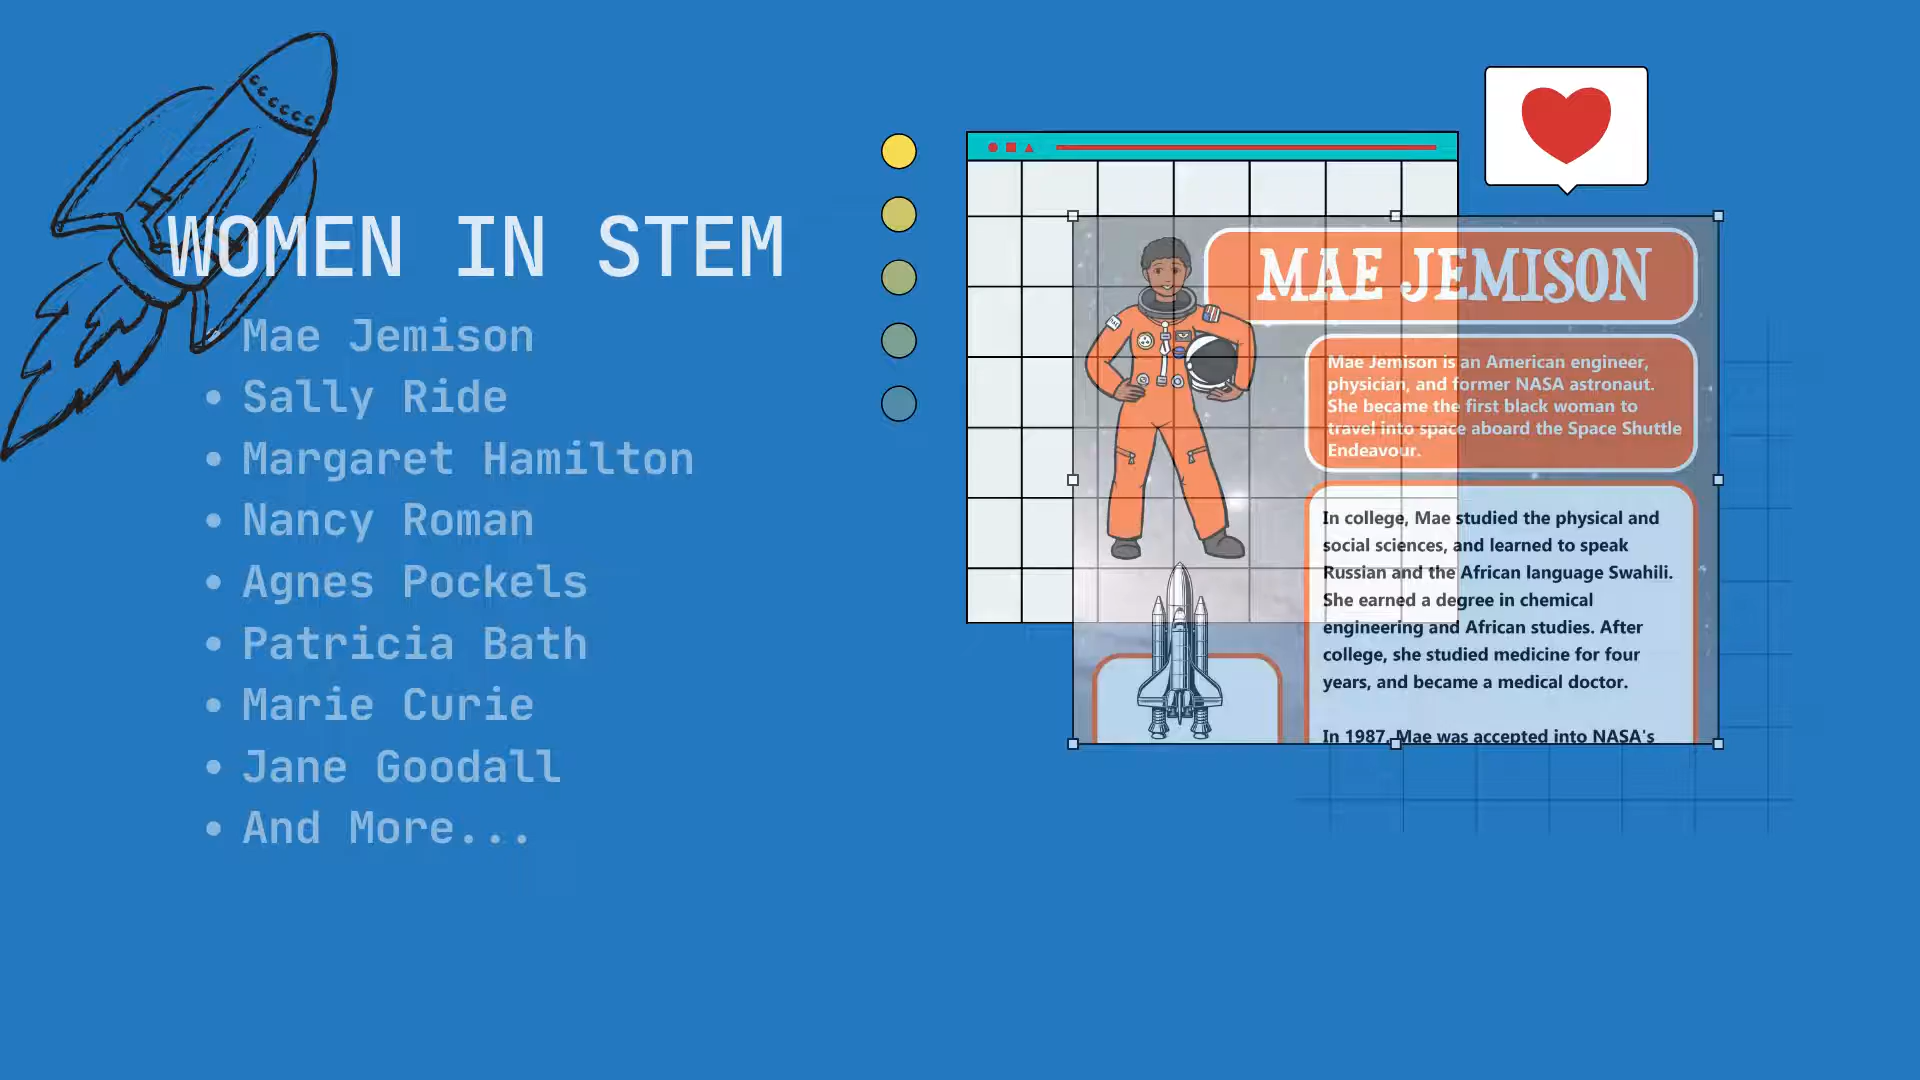 WOMEN IN STEM
Mae Jemison
• Sally Ride
• Margaret Hamilton
• Nancy Roman
• Agnes Pockels
• Patricia Bath
• Marie Curie
• Jane Goodall
• And More...
MAE JEMISON
Mae Jemison is an American engineer,
physician, and former NASA astronaut.
She became the first black woman to
travel into space aboard the Space Shuttle
Endeavour.
In college, Mae studied the physical and
social sciences, and learned to speak
Russian and the African language Swahili.
She earned a degree in chemical
engineering and African studies. After
college, she studied medicine for four
years, and became a medical doctor.
In 1987, Mae was accepted into NASA's